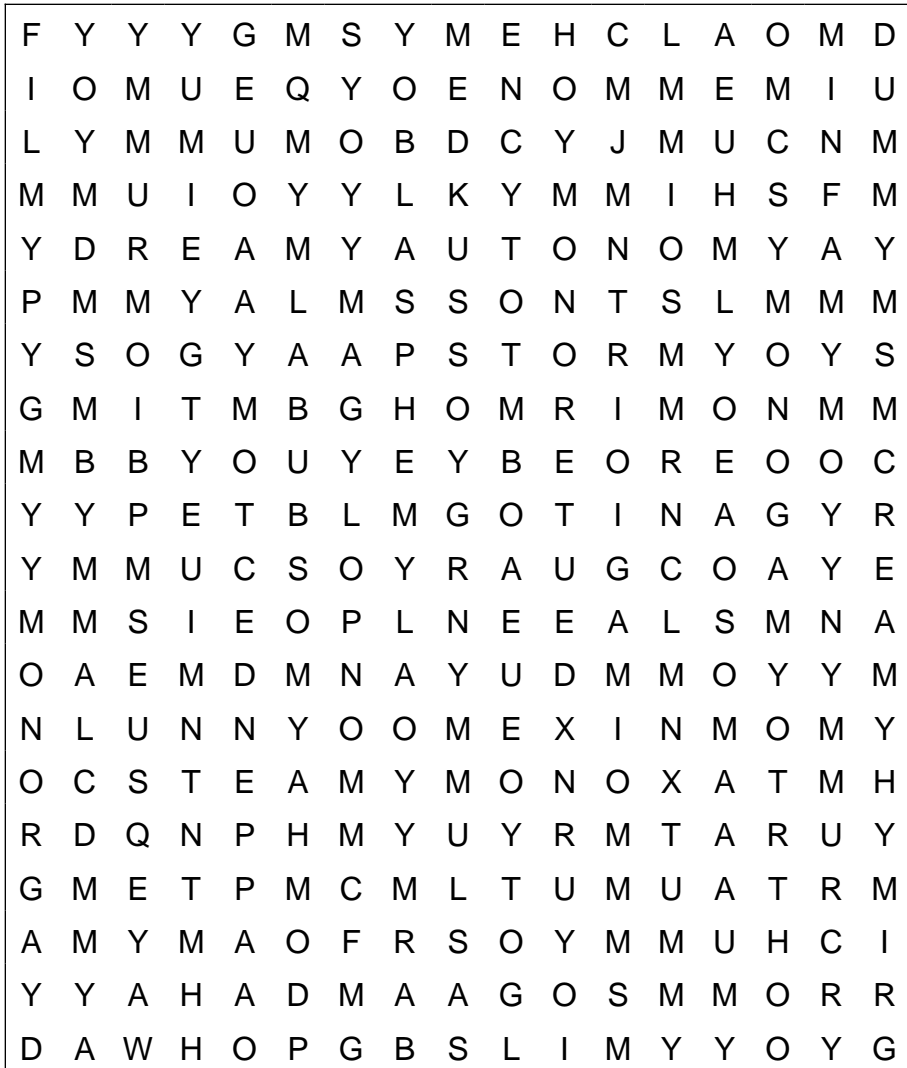 F Y Y Y G M S Y M E H C L A O M D
I O M U E Q Y O E N O M M E M I U
L Y M M U M O B D C Y J M U C N M
M M U I O Y Y L K Y M M I H S F M
Y D R E A M Y A U T O N O M Y A Y
P M M Y A L M S S O N T S L M M M
Y S O G Y A A P S T O R M Y O Y S
G M I T M B G H O M R I M O N M M
M B B Y O U Y E Y B E O R E O O C
Y Y P E T B L M G O T I N A G Y R
Y M M U C S O Y R A U G C O A Y E
M M S I E O P L N E E A L S M N A
O A E M D M N A Y U D M M O Y Y M
N L U N N Y O O M E X I N M O M Y
O C S T E A M Y M O N O X A T M H
R D Q N P H M Y U Y R M T A R U Y
G M E T P M C M L T U M U A T R M
A M Y M A O F R S O Y M M U H C I
Y Y A H A D M A A G O S M M O R R
D A W H O P G B S L I M Y Y O Y G